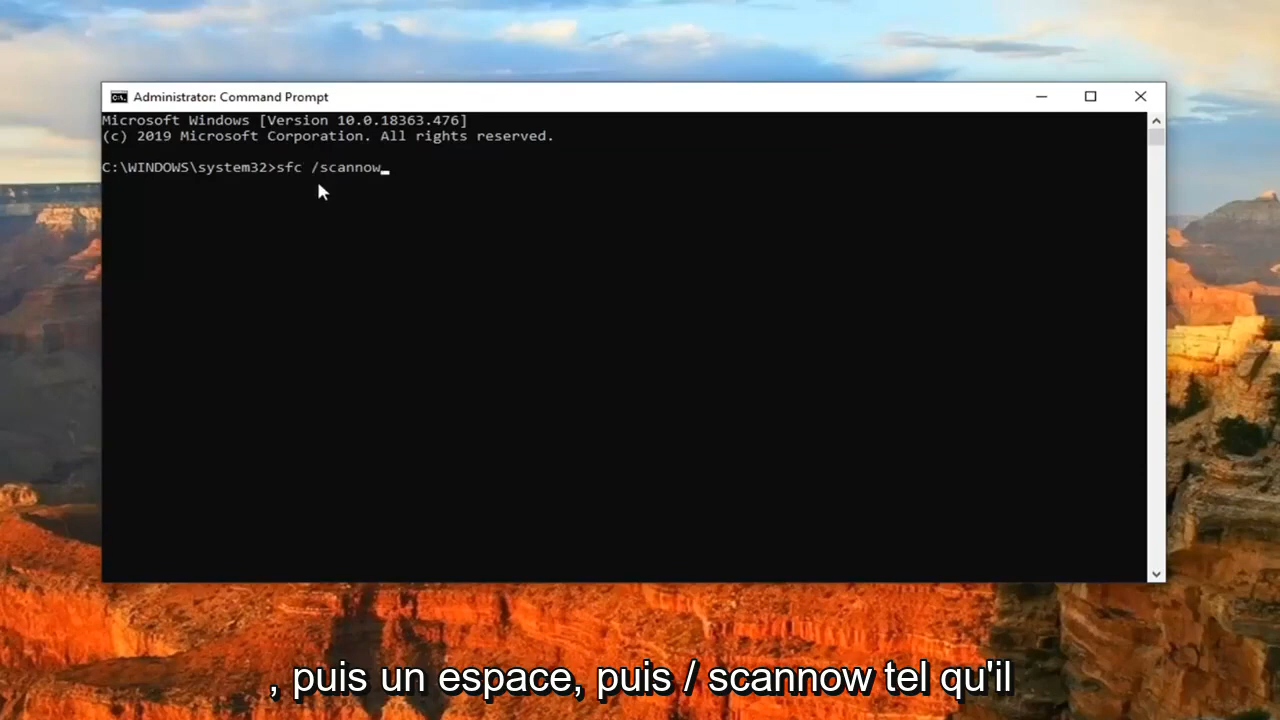 Administrator: Command Prompt
Microsoft Windows [Version 10.0.18363.476]
(c) 2019 Microsoft Corporation. All rights reserved.
C:\WINDOWS\system32>sfc /scannow
, puis un espace, puis / scannow tel qu'il